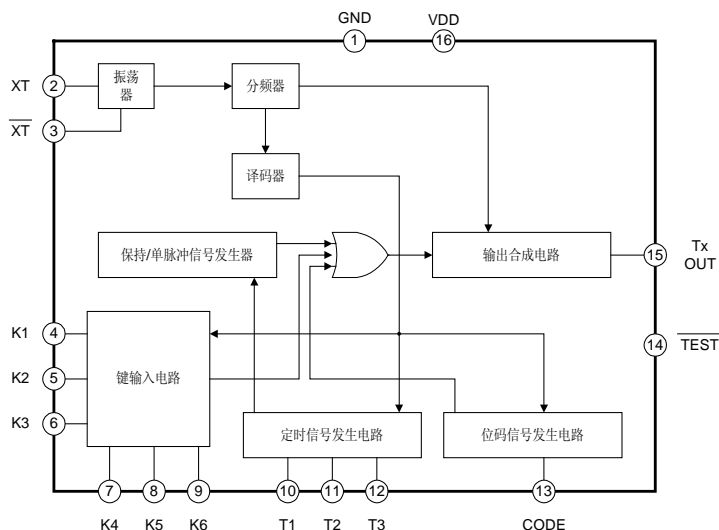 GND
VDD
1
16
XT
2
振荡
器
分频器
XT
3
译码器
保持/单脉冲信号发生器
输出合成电路
15
Tx
OUT
K1
4
14
TEST
K2
5
键输入电路
K3
6
定时信号发生电路
位码信号发生电路
7
8
9
10
11
12
13
K4
K5
K6
T1
T2
T3
CODE